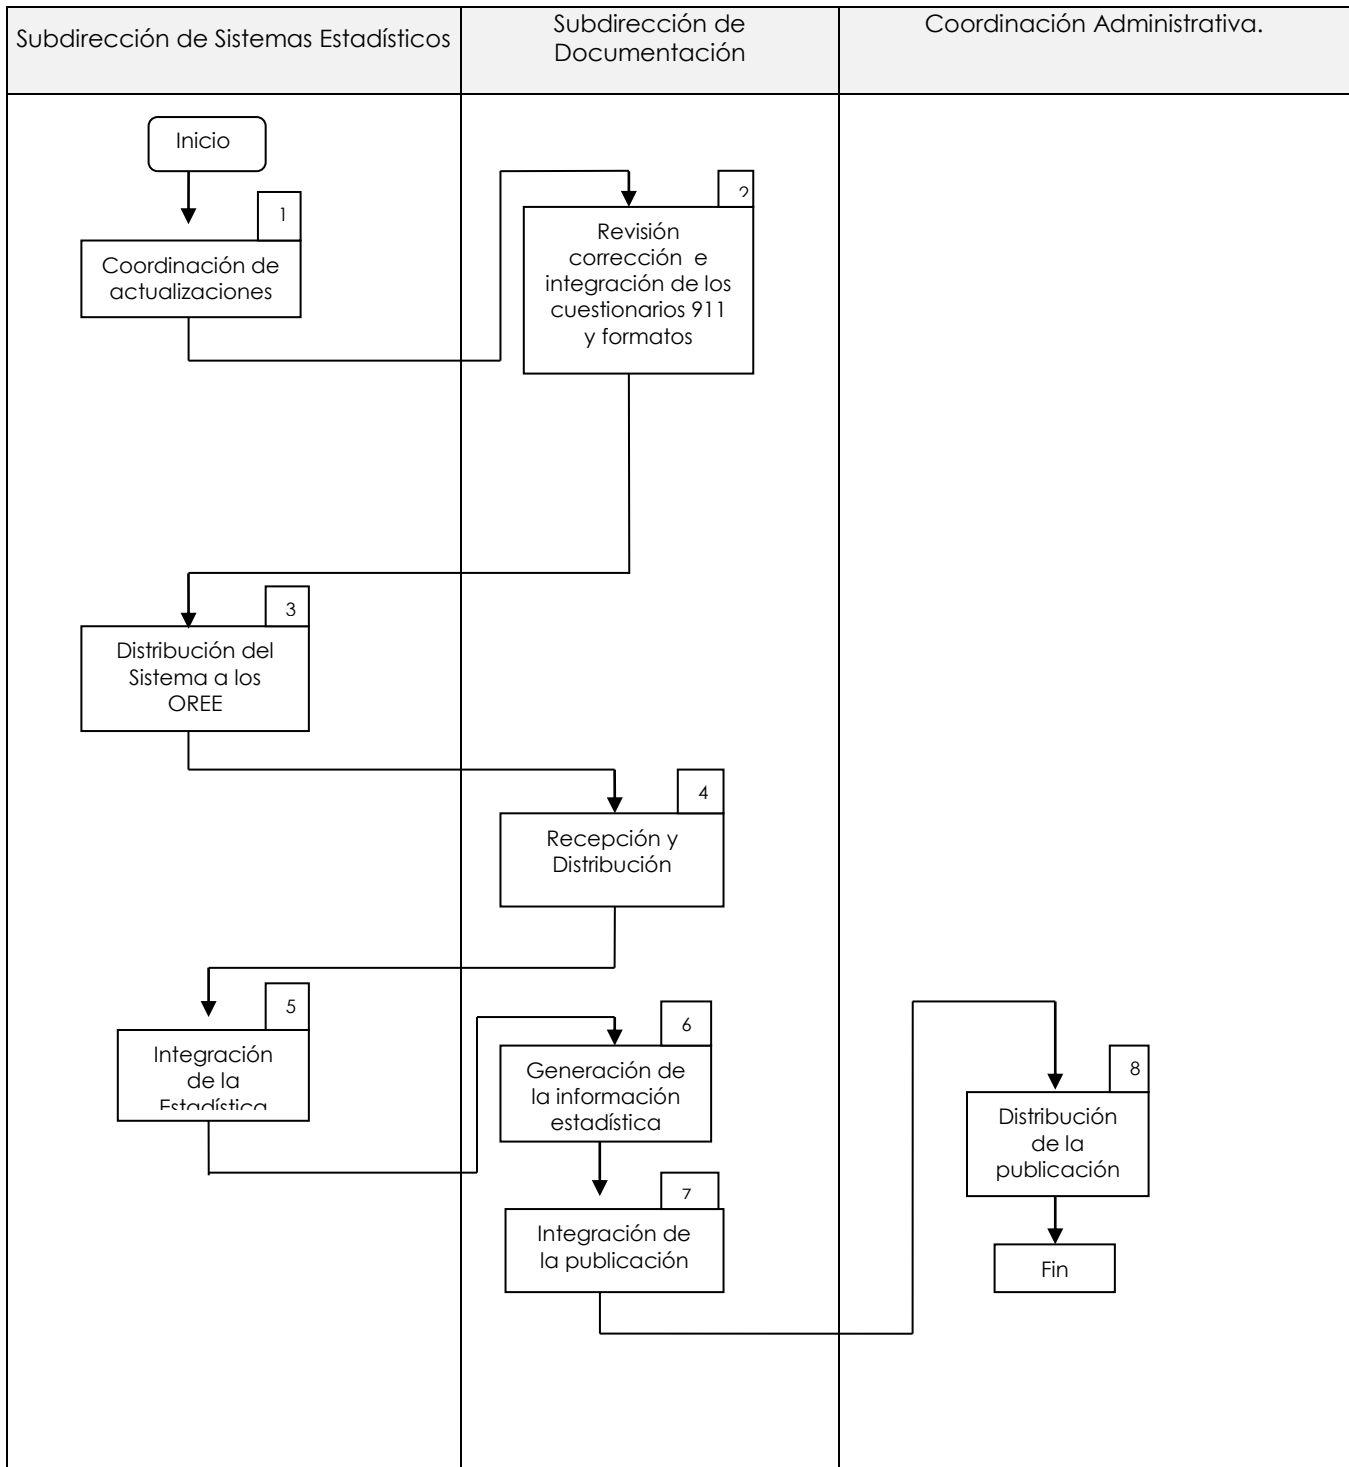 Subdirección de Sistemas Estadísticos
Subdirección de
Documentación
Coordinación Administrativa.
Inicio
1
Coordinación de
actualizaciones
2
Revisión
corrección e
integración de los
cuestionarios 911
y formatos
3
Distribución del
Sistema a los
OREE
4
Recepción y
Distribución
5
Integración
de la
Estadística
6
Generación de
la información
estadística
7
Integración de
la publicación
8
Distribución
de la
publicación
Fin